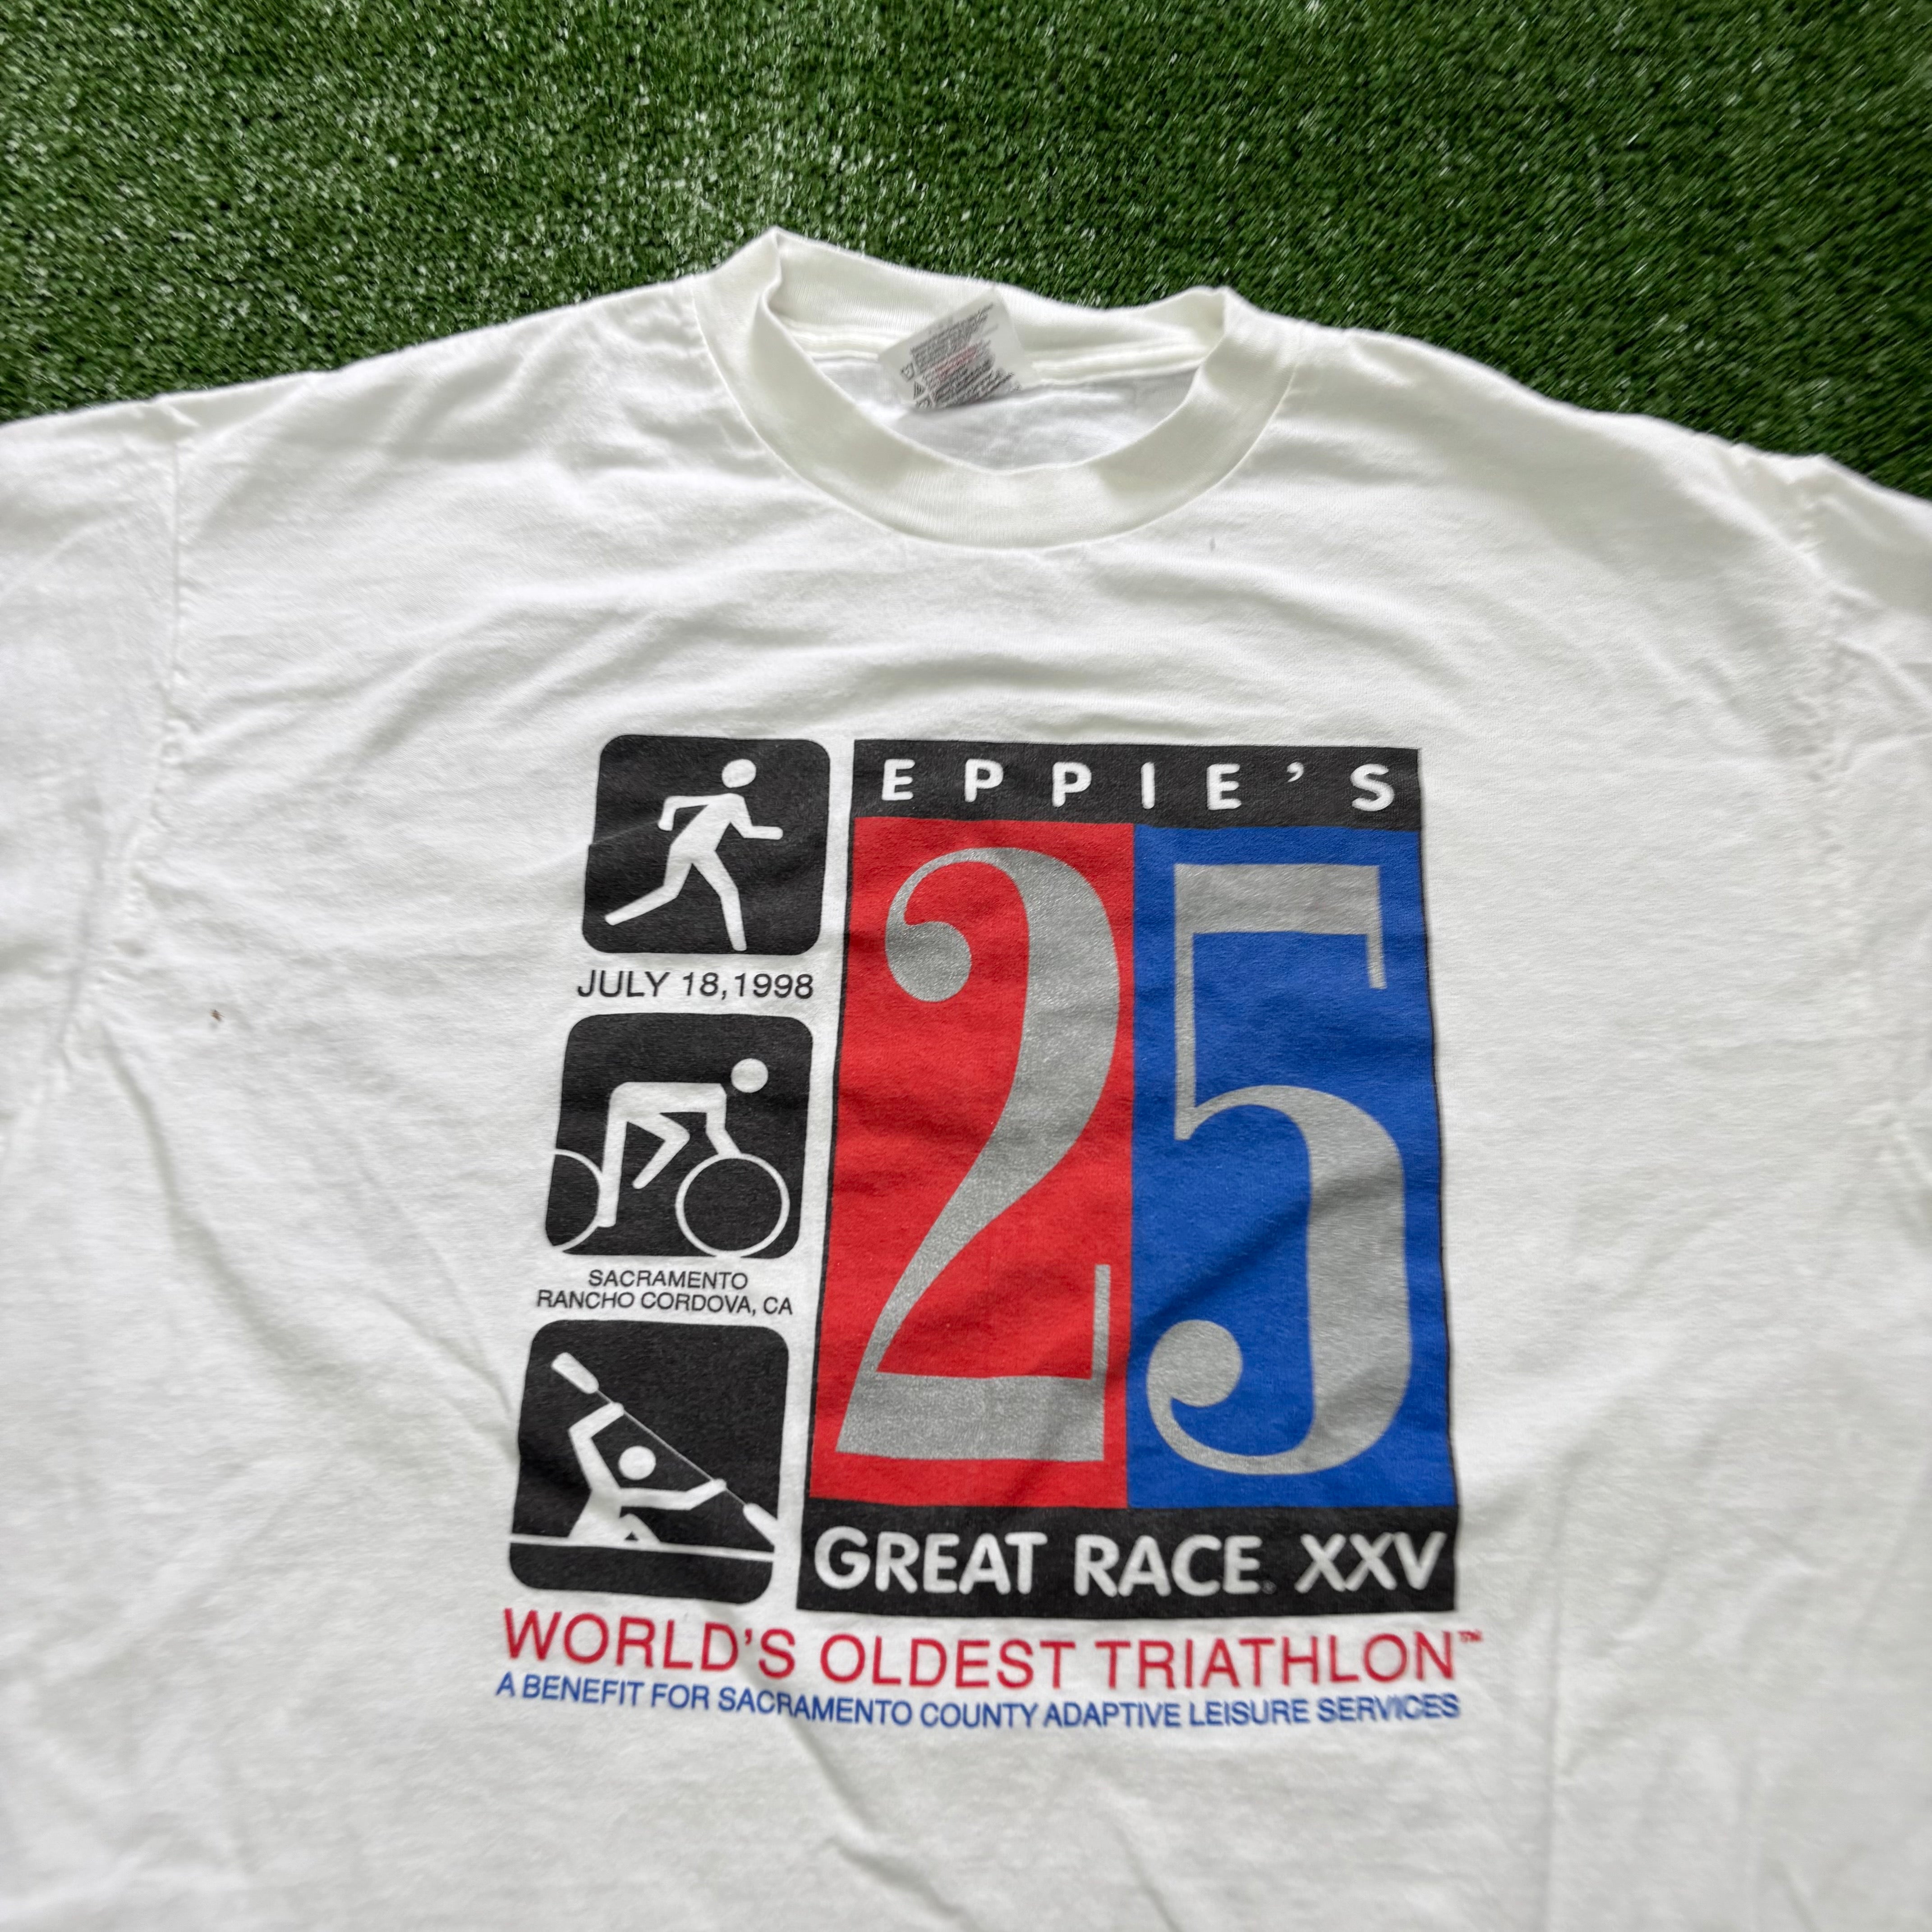 EPPIE'S
25
JULY 18, 1998
SACRAMENTO
RANCHO CORDOVA, CA
GREAT RACE® XXV
WORLD'S OLDEST TRIATHLON™
A BENEFIT FOR SACRAMENTO COUNTY ADAPTIVE LEISURE SERVICES